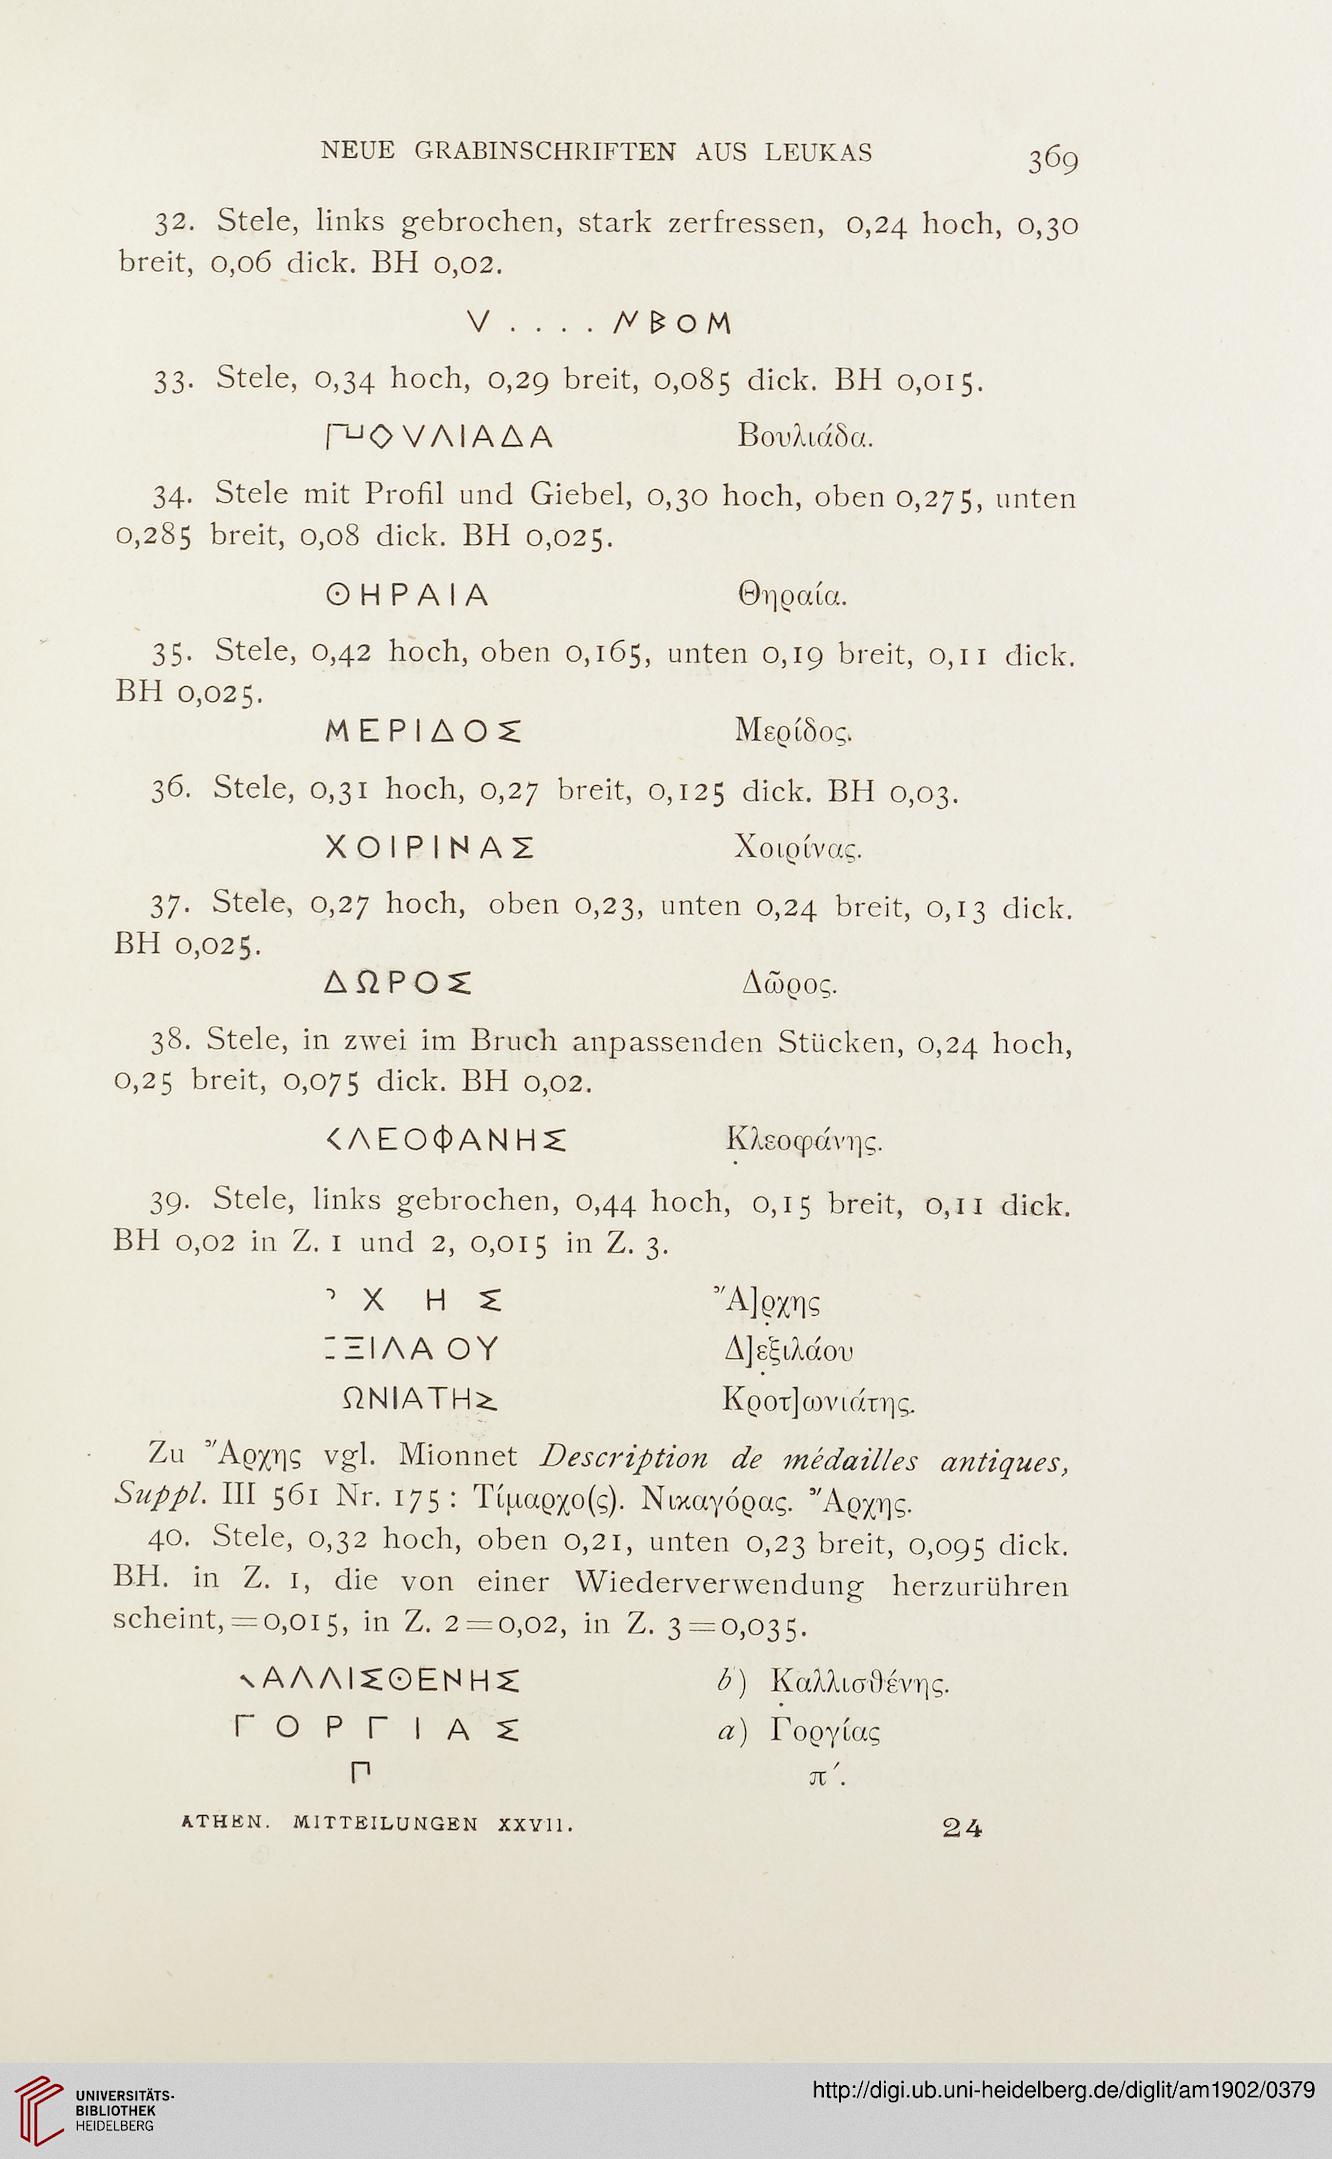 NEUE GRABINSCHRIFTEN AUS LEUKAS 369
32. Stele, links gebrochen, stark zerfressen, 0,24 hoch, 0,30
breit, 0,06 dick. BH 0,02.
V . . . . ΝΒΟΜ
33. Stele, 0,34 hoch, 0,29 breit, 0,085 dick. BH 0,015.
ΟVΛΙΑΔΑ Βουλιάδα.
34. Stele mit Profil und Giebel, 0,30 hoch, oben 0,275, unten
0,285 breit, 0,08 dick. BH 0,025.
ΘΗΡΑΙΑ Θηραία.
35. Stele, 0,42 hoch, oben 0,165, unten 0,19 breit, 0,11 dick.
BH 0,025.
ΜΕΡΙΔΟΣ Μερίδος.
36. Stele, 0,31 hoch, 0,27 breit, 0,125 dick. BH 0,03.
ΧΟΙΡΙΝΑΣ Χοιρίνας.
37. Stele, 0,27 hoch, oben 0,23, unten 0,24 breit, 0,13 dick.
BH 0,025.
ΔΩΡΟΣ Δῶρος.
38. Stele, in zwei im Bruch anpassenden Stücken, 0,24 hoch,
0,25 breit, 0,075 dick. BH 0,02.
<ΛΕΟΦΑΝΗΣ Κλεοφάνης.
39. Stele, links gebrochen, 0,44 hoch, 0,15 breit, 0,11 dick.
BH 0,02 in Z. 1 und 2, 0,015 in Z. 3.
Χ Η Σ Ἄ]ρχης
ΞΙΛΑΟΥ Δ]εξιλάου
ΩΝΙΑΤΗΣ Κροτ]ωνιάτης.
Zu Ἄρχης vgl. Mionnet Description de médailles antiques,
Suppl. III 561 Nr. 175 : Τίμαρχο(ς). Νικαγόρας. Ἄρχης.
40. Stele, 0,32 hoch, oben 0,21, unten 0,23 breit, 0,095 dick.
BH. in Z. 1, die von einer Wiederverwendung herzurühren
scheint, = 0,015, in Z. 2 = 0,02, in Z. 3 = 0,035.
ΑΛΛΙΣΘΕΝΗΣ b) Καλλισθένης.
Γ Ο Ρ Γ Ι Α Σ a) Γοργίας
Π π´.
ATHEN. MITTEILUNGEN XXVII. 24
UNIVERSITÄTS-
BIBLIOTHEK
HEIDELBERG
http://digi.ub.uni-heidelberg.de/diglit/am1902/0379